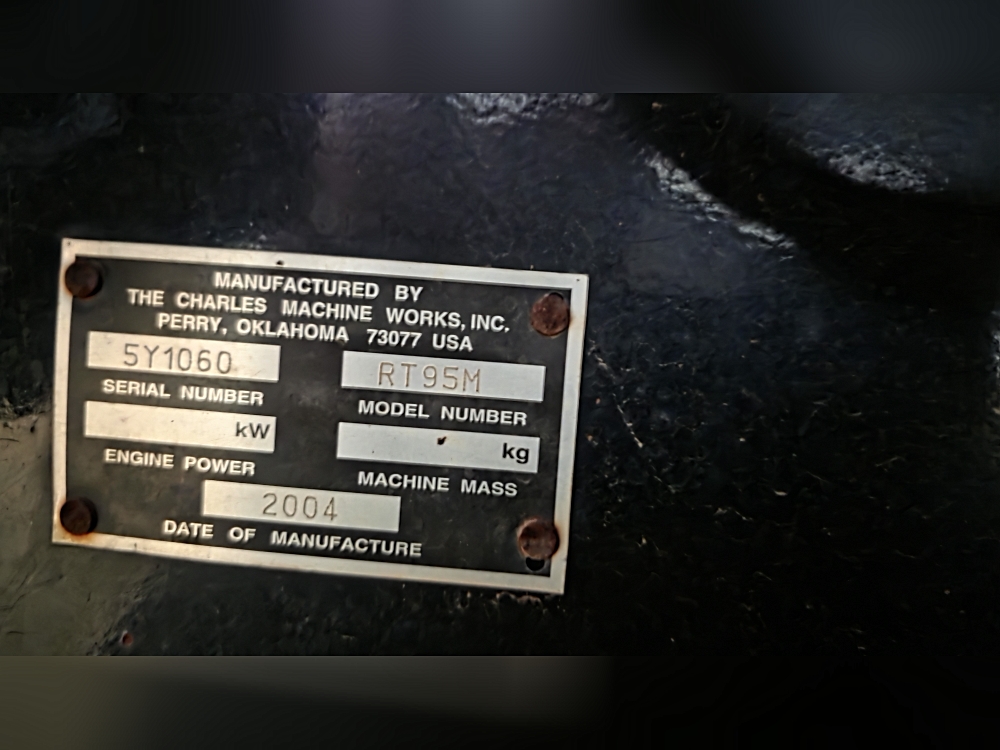 MANUFACTURED BY
THE CHARLES MACHINE WORKS, INC.
PERRY, OKLAHOMA 73077 USA
5Y1060
SERIAL NUMBER
RT95M
MODEL NUMBER
kW
ENGINE POWER
kg
MACHINE MASS
2004
DATE OF MANUFACTURE